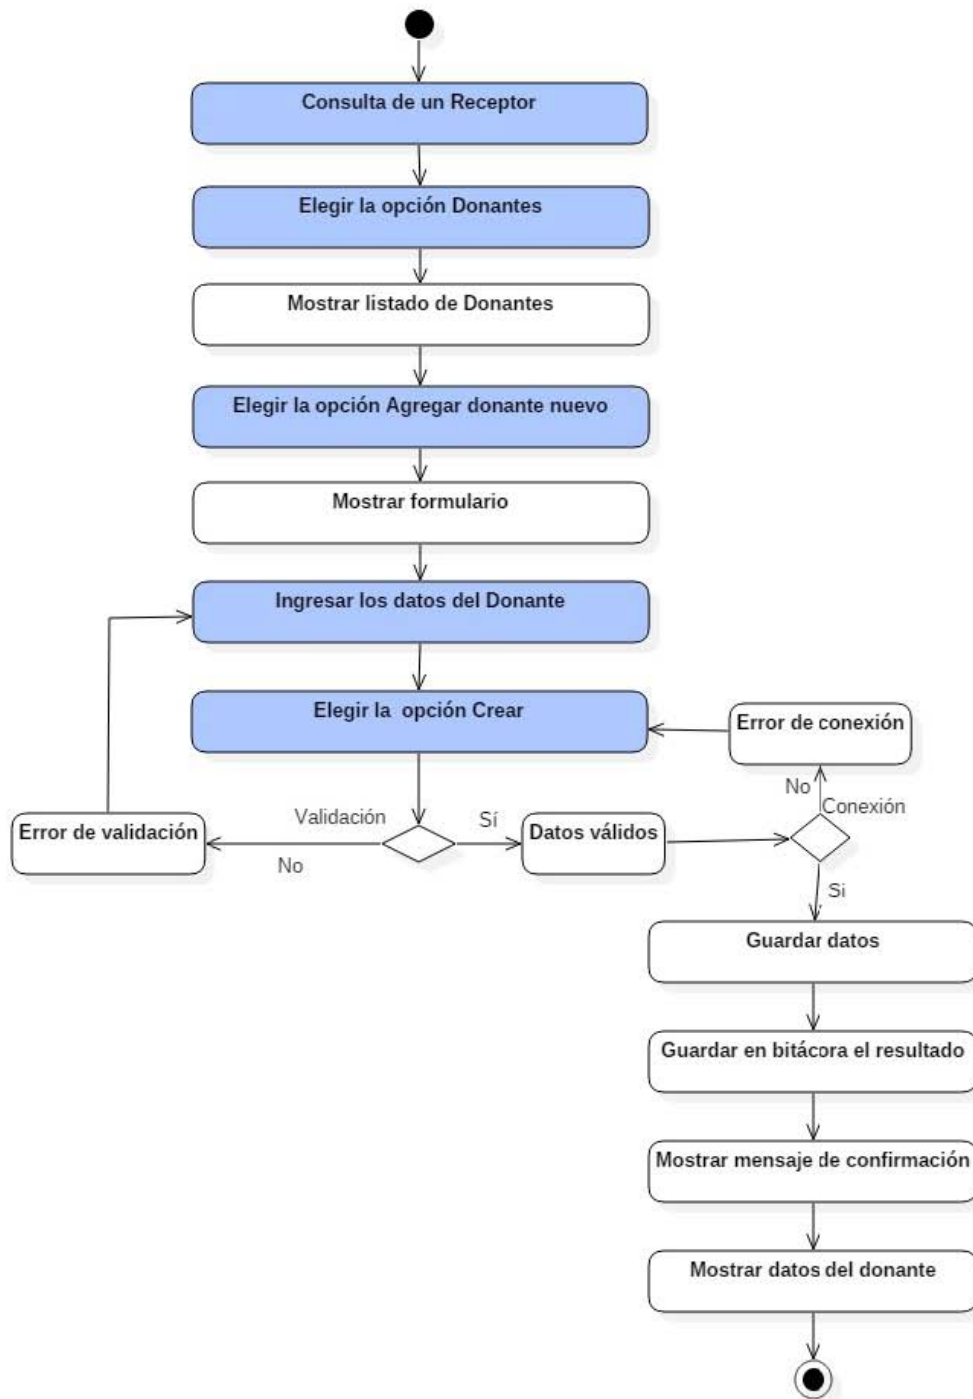 Consulta de un Receptor
Elegir la opción Donantes
Mostrar listado de Donantes
Elegir la opción Agregar donante nuevo
Mostrar formulario
Ingresar los datos del Donante
Elegir la opción Crear
Error de conexión
No
Conexión
Validación
Sí
Error de validación
Datos válidos
No
Si
Guardar datos
Guardar en bitácora el resultado
Mostrar mensaje de confirmación
Mostrar datos del donante